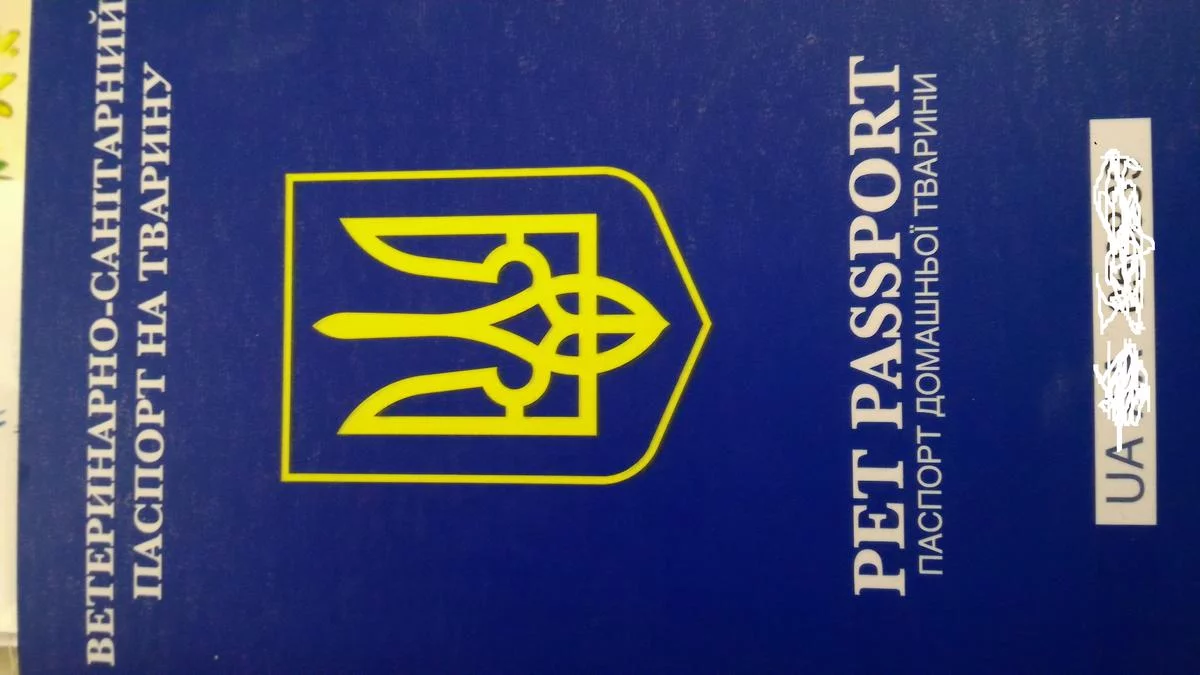 ВЕТЕРИНАРНО-САНІТАРНИЙ
ПАСПОРТ НА ТВАРИНУ
PET PASSPORT
ПАСПОРТ ДОМАШНЬОЇ ТВАРИНИ
UA